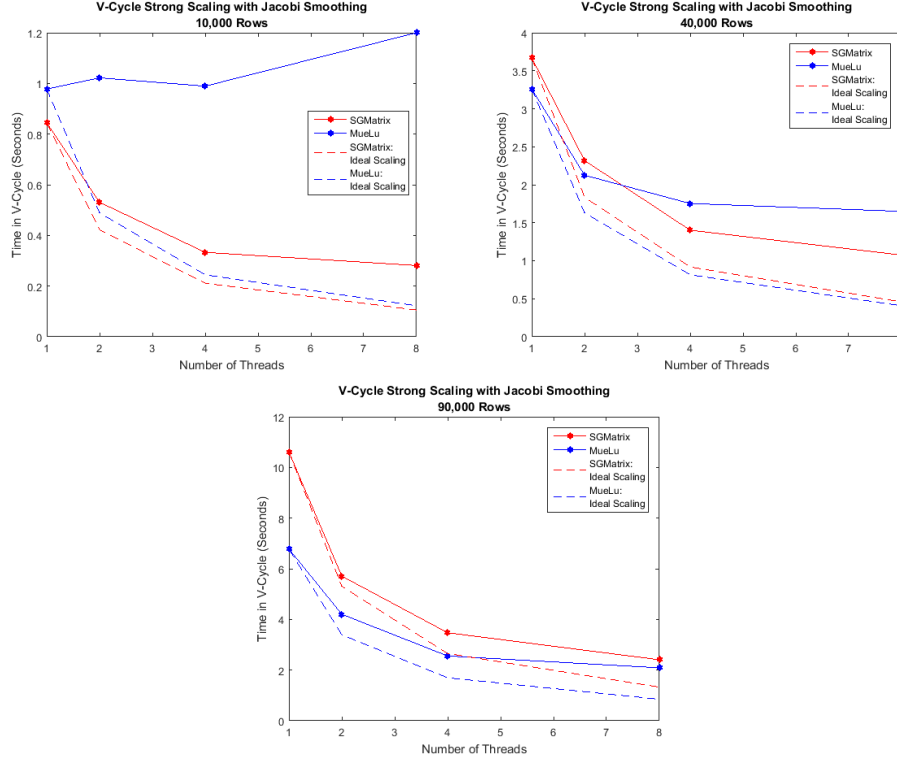 V-Cycle Strong Scaling with Jacobi Smoothing
10,000 Rows
Time in V-Cycle (Seconds)
1.2
1
0.8
0.6
0.4
0.2
0
SGMatrix
MueLu
SGMatrix:
Ideal Scaling
MueLu:
Ideal Scaling
1 2 3 4 5 6 7 8
Number of Threads
V-Cycle Strong Scaling with Jacobi Smoothing
40,000 Rows
Time in V-Cycle (Seconds)
4
3.5
3
2.5
2
1.5
1
0.5
0
SGMatrix
MueLu
SGMatrix:
Ideal Scaling
MueLu:
Ideal Scaling
1 2 3 4 5 6 7
Number of Threads
V-Cycle Strong Scaling with Jacobi Smoothing
90,000 Rows
Time in V-Cycle (Seconds)
12
10
8
6
4
2
0
SGMatrix
MueLu
SGMatrix:
Ideal Scaling
MueLu:
Ideal Scaling
1 2 3 4 5 6 7 8
Number of Threads